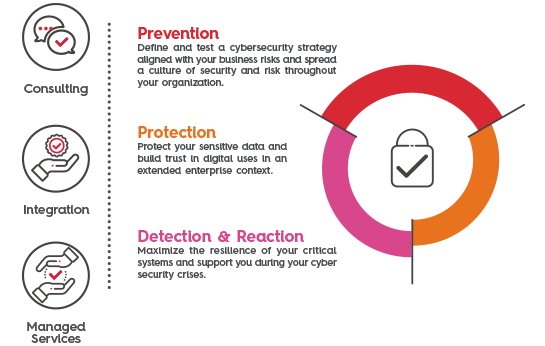 Consulting
Integration
Managed
Services
Prevention
Define and test a cybersecurity strategy
aligned with your business risks and spread
a culture of security and risk throughout
your organization.
Protection
Protect your sensitive data and
build trust in digital uses in an
extended enterprise context.
Detection & Reaction
Maximize the resilience of your critical
systems and support you during your cyber
security crises.